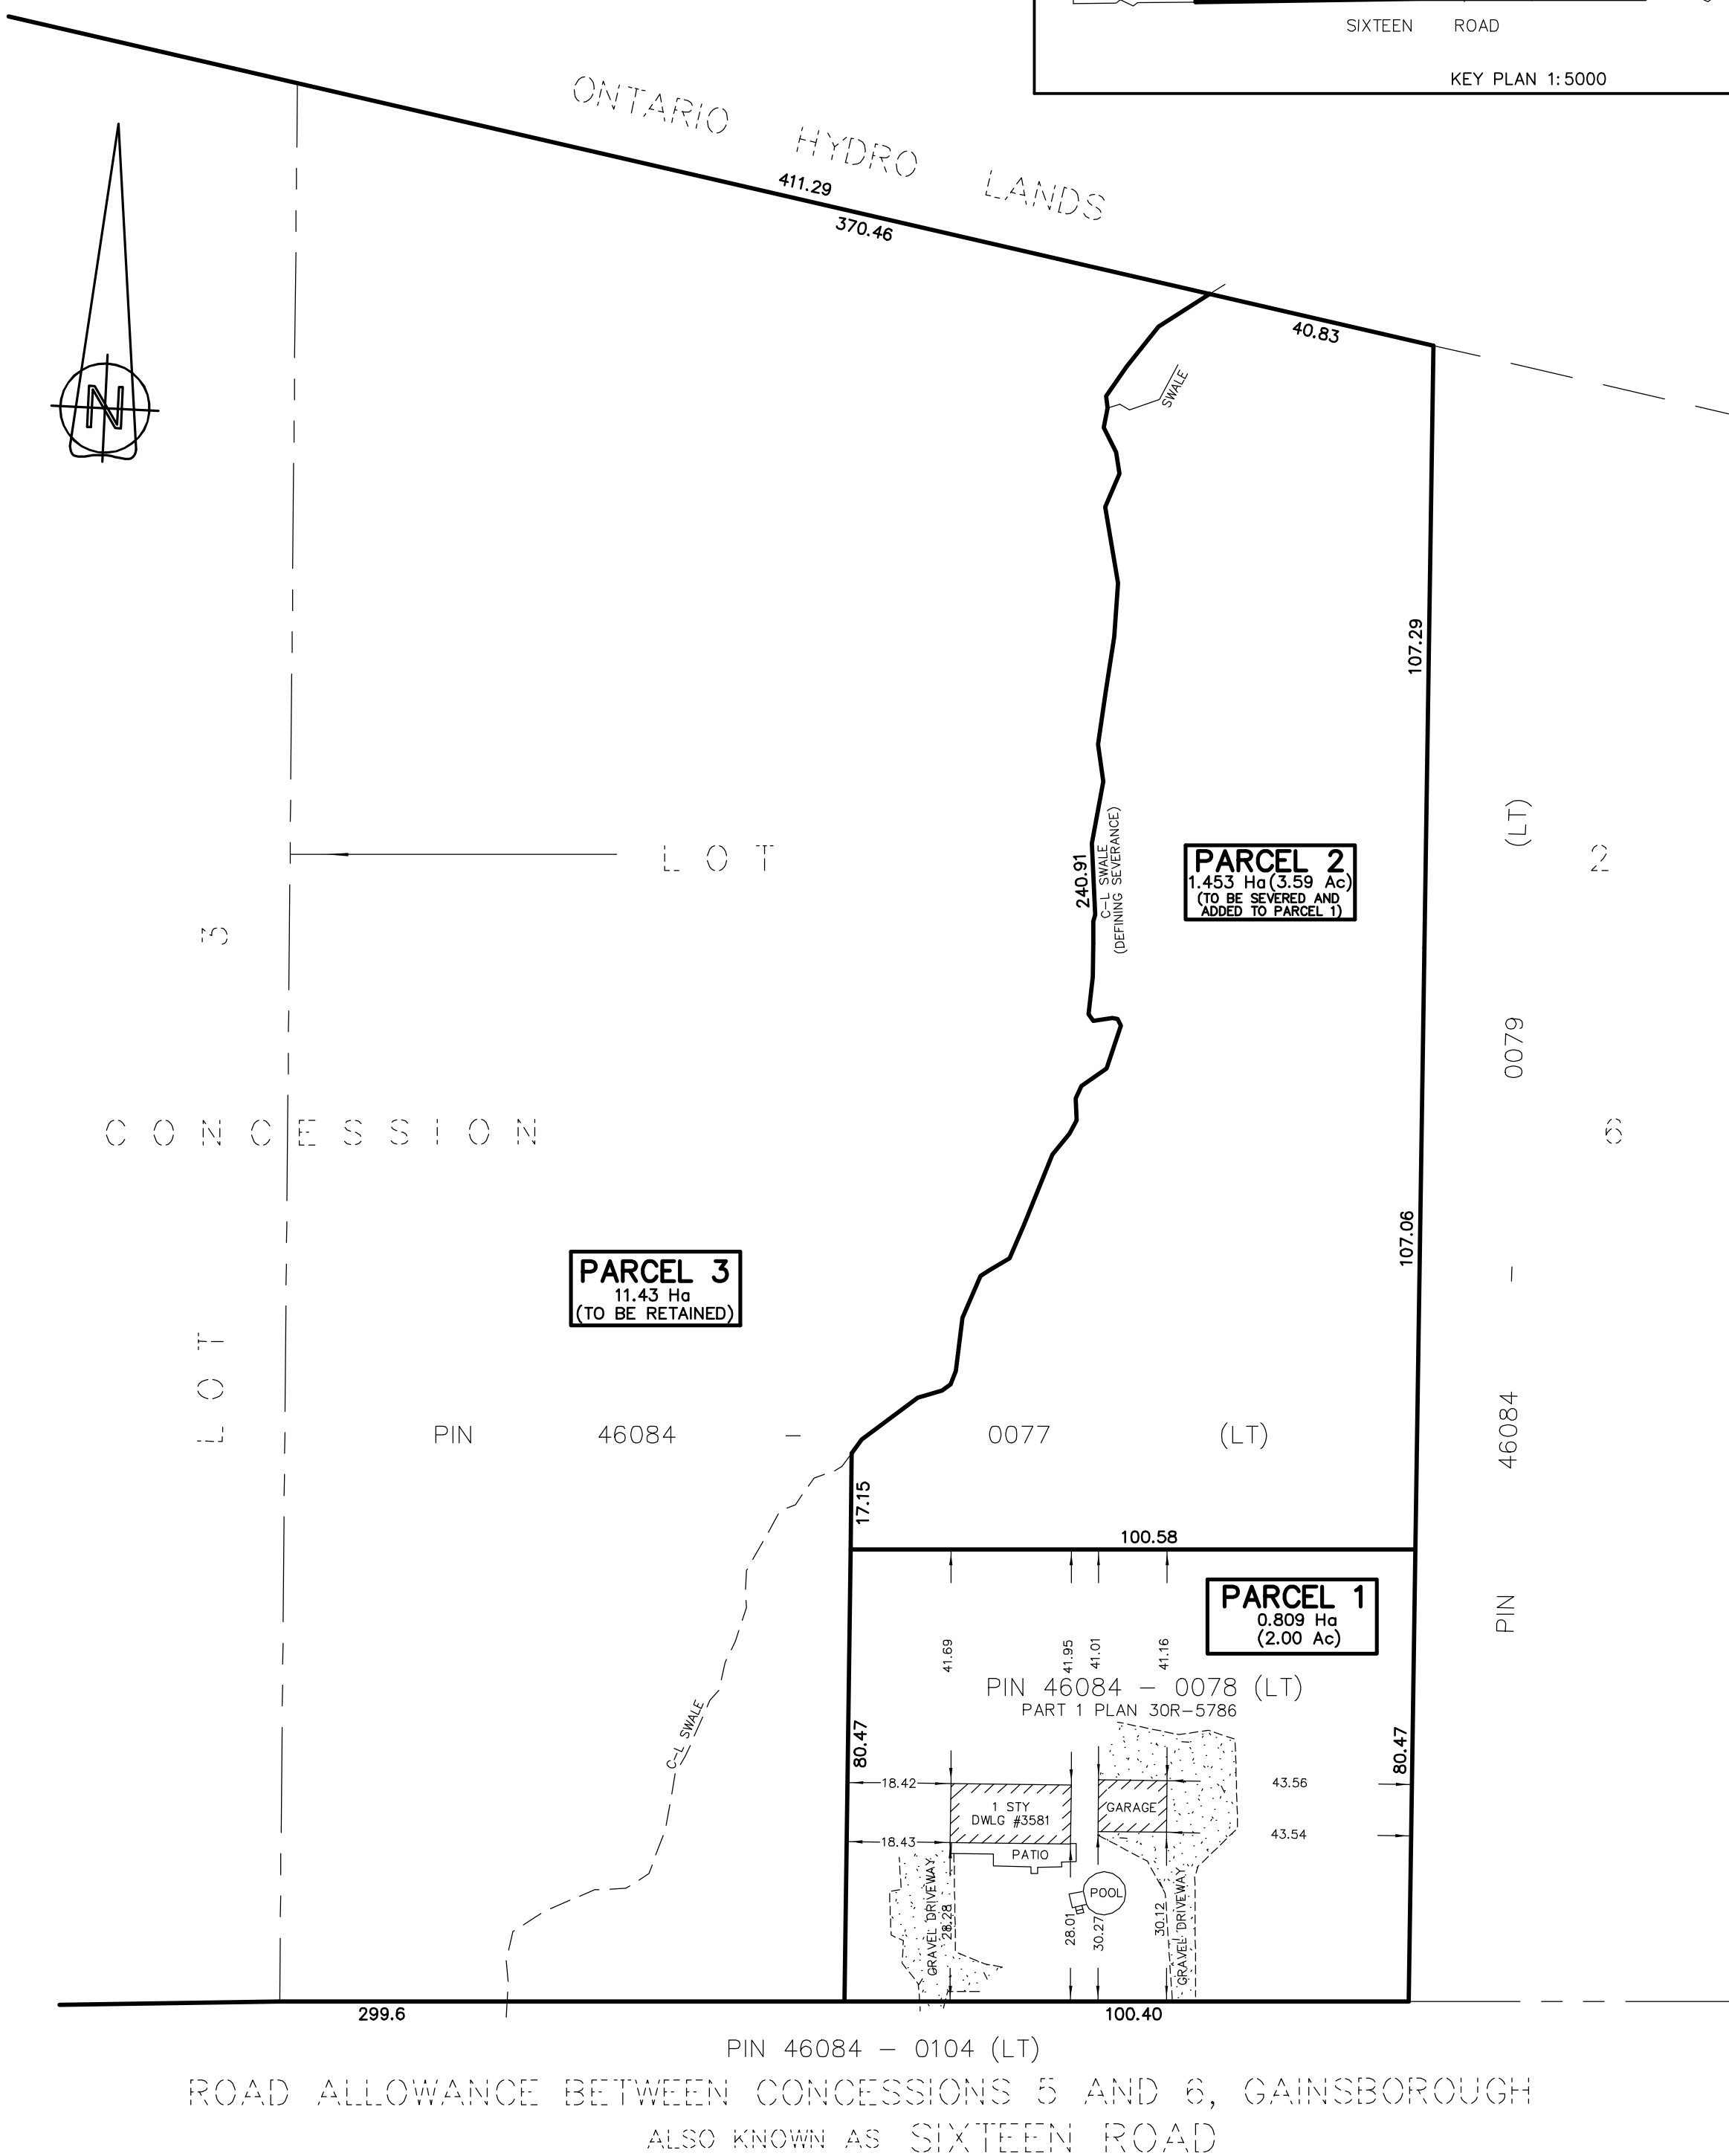 SIXTEEN ROAD
KEY PLAN 1:5000
ONTARIO HYDRO LANDS
411.29
370.46
40.83
N
SWALE
107.29
240.91
C-L SWALE
(DEFINING SEVERANCE)
PARCEL 2
1.453 Ha(3.59 Ac)
(TO BE SEVERED AND
ADDED TO PARCEL 1)
LOT 2
LOT 3
CONCESSION 6
107.06
PARCEL 3
11.43 Ha
(TO BE RETAINED)
PIN 46084 - 0077 (LT)
PIN 46084 - 0079 (LT)
17.15
100.58
PARCEL 1
0.809 Ha
(2.00 Ac)
41.69
41.95
41.01
41.16
PIN 46084 - 0078 (LT)
PART 1 PLAN 30R-5786
C-L SWALE
80.47
80.47
18.42
43.56
1 STY
DWLG #3581
GARAGE
18.43
43.54
PATIO
POOL
GRAVEL DRIVEWAY
28.28
28.01
30.27
30.12
GRAVEL DRIVEWAY
299.6
100.40
PIN 46084 - 0104 (LT)
ROAD ALLOWANCE BETWEEN CONCESSIONS 5 AND 6, GAINSBOROUGH
ALSO KNOWN AS SIXTEEN ROAD